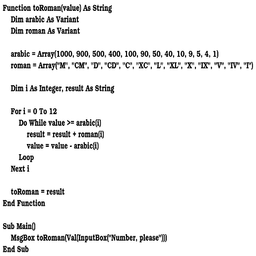 Function toRoman(value) As String
Dim arabic As Variant
Dim roman As Variant
arabic = Array(1000, 900, 500, 400, 100, 90, 50, 40, 10, 9, 5, 4, 1)
roman = Array("M", "CM", "D", "CD", "C", "XC", "L", "XL", "X", "IX", "V", "IV", "I")
Dim i As Integer, result As String
For i = 0 To 12
Do While value >= arabic(i)
result = result + roman(i)
value = value - arabic(i)
Loop
Next i
toRoman = result
End Function
Sub Main()
MsgBox toRoman(Val(InputBox("Number, please")))
End Sub